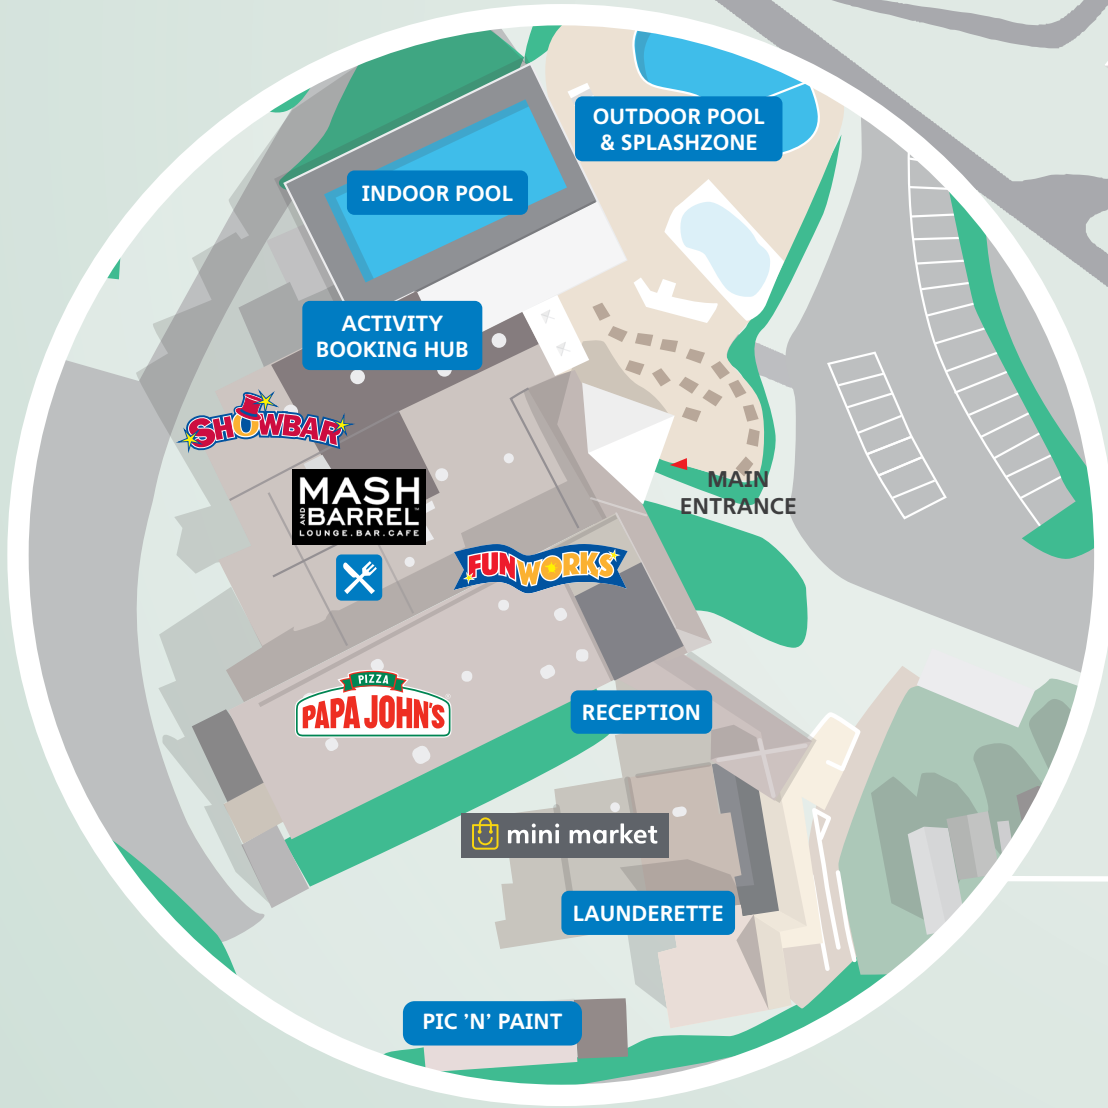 OUTDOOR POOL
& SPLASHZONE
INDOOR POOL
ACTIVITY
BOOKING HUB
SHOWBAR
MASH
AND BARREL
LOUNGE.BAR.CAFE
MAIN
ENTRANCE
FUNWORKS
PIZZA
PAPA JOHN'S
RECEPTION
mini market
LAUNDERETTE
PIC ’N’ PAINT